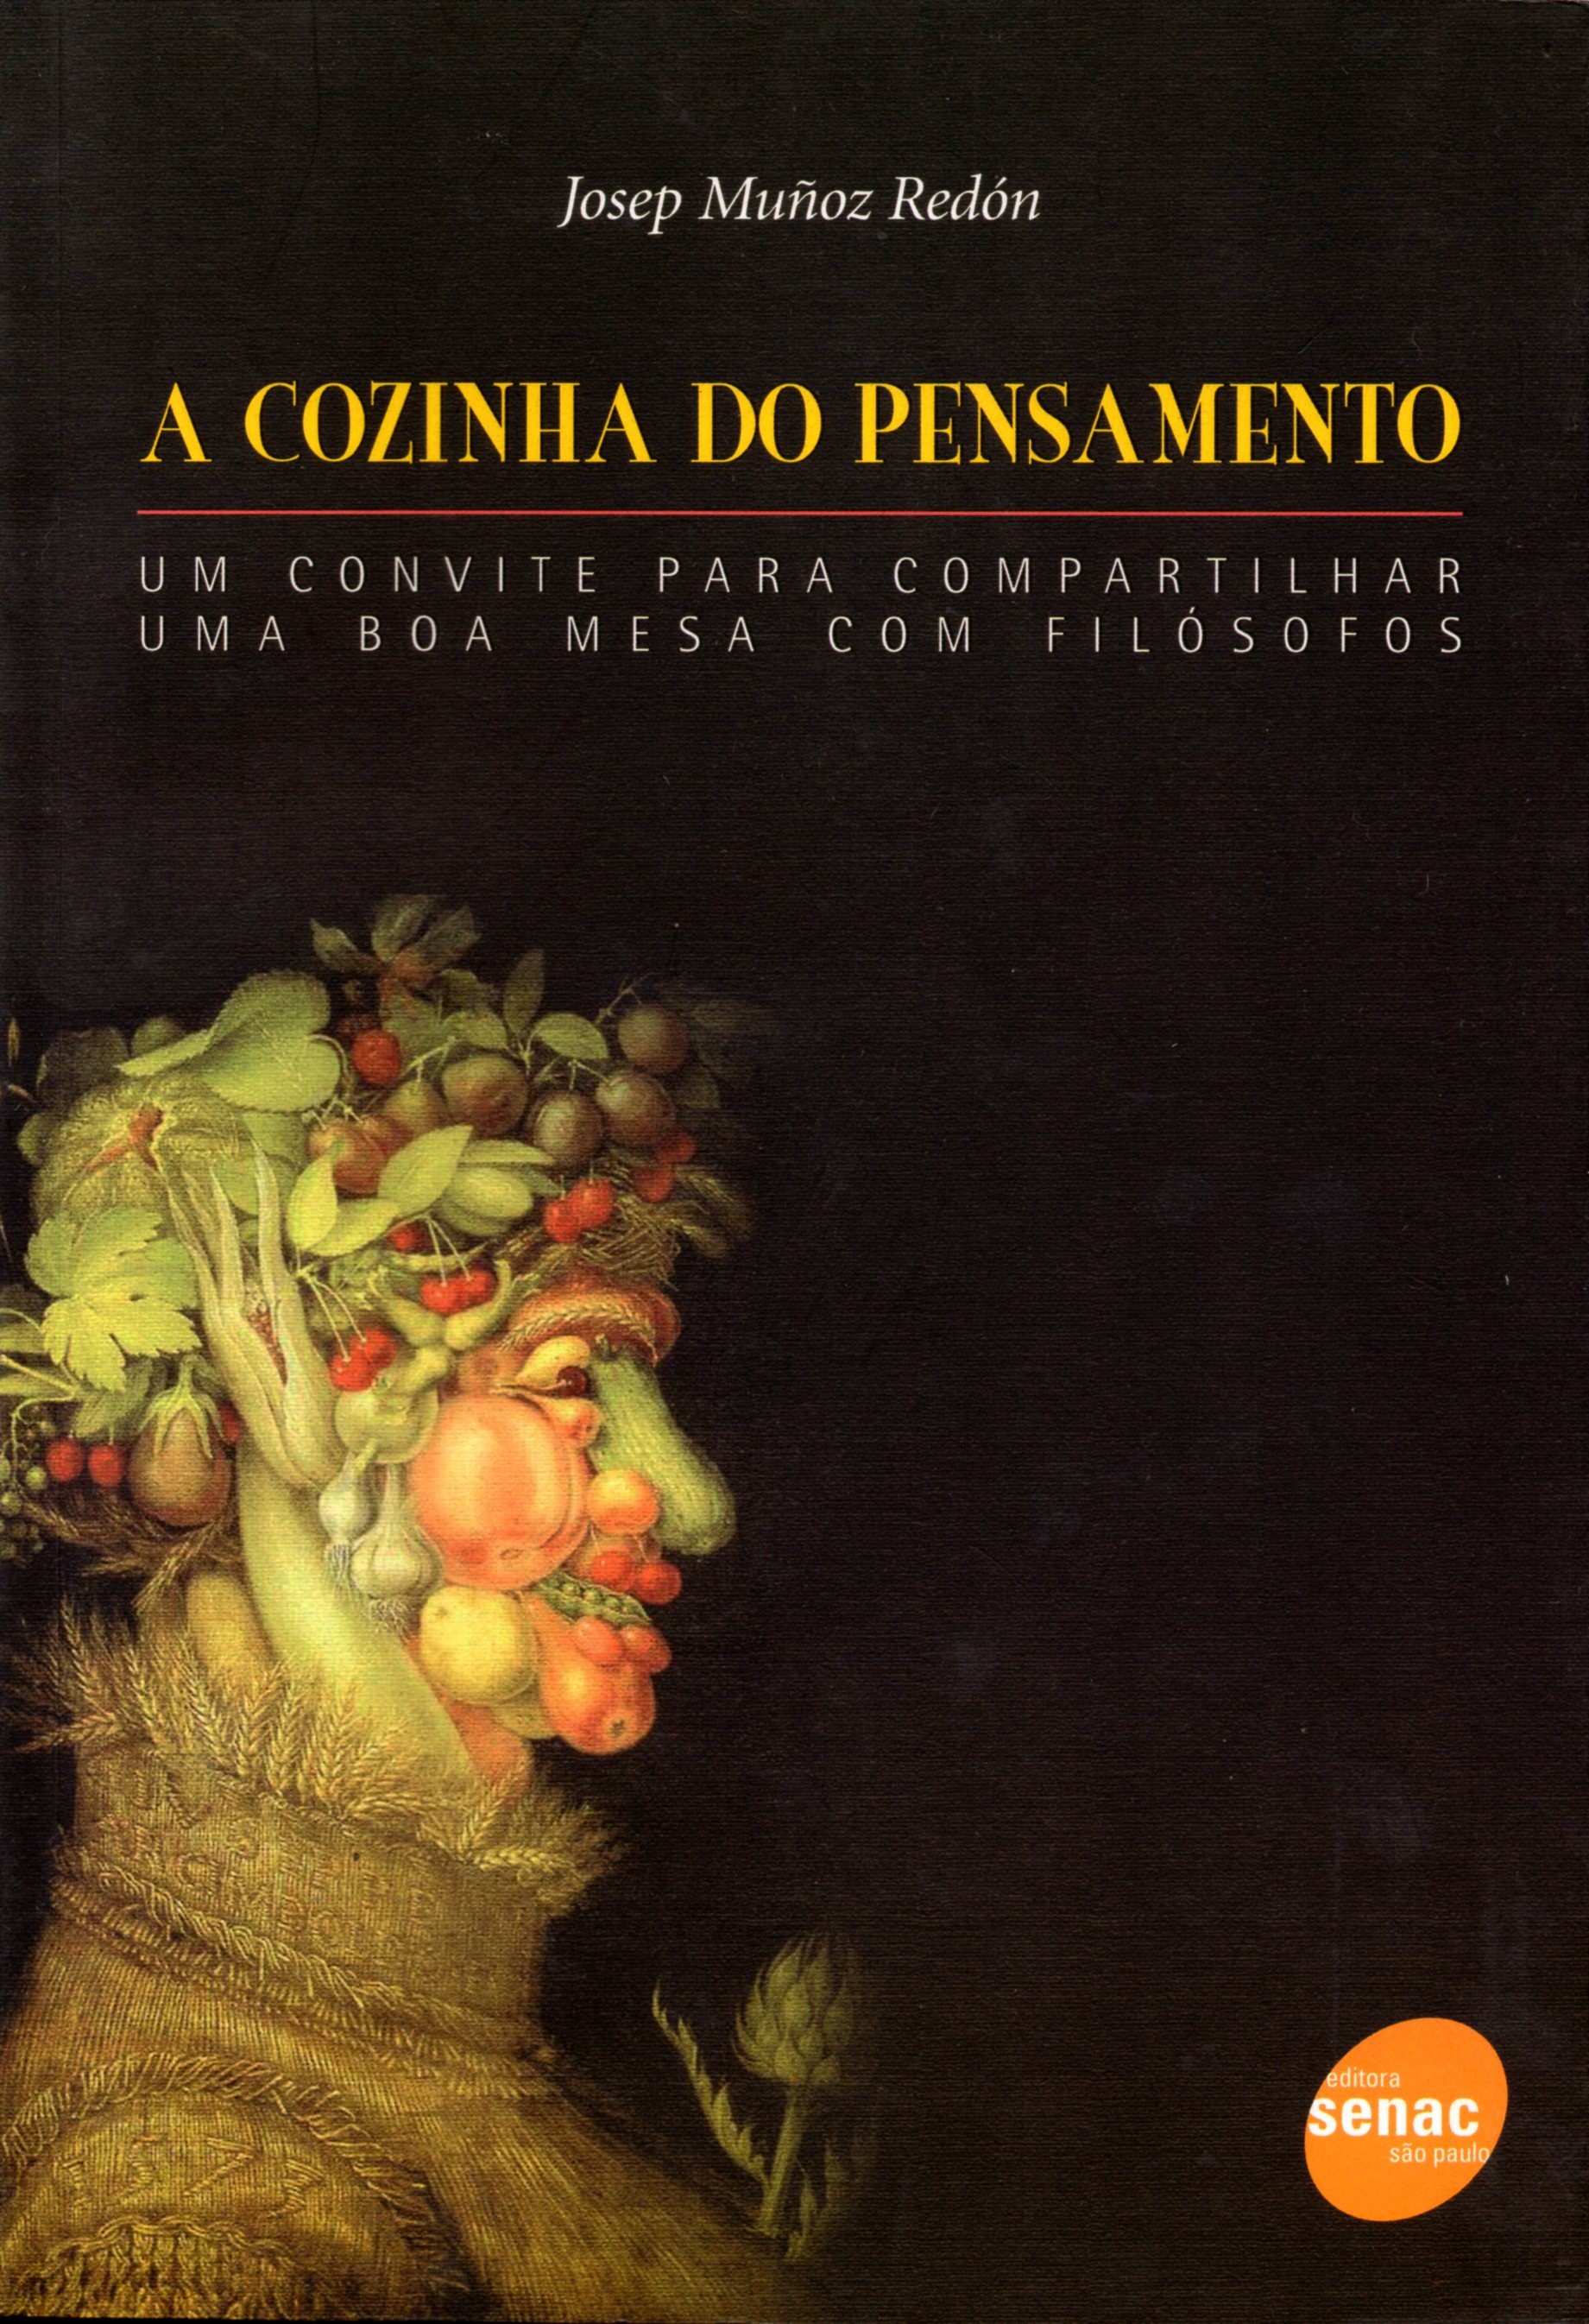 Josep Muñoz Redón
A COZINHA DO PENSAMENTO
UM CONVITE PARA COMPARTILHAR
UMA BOA MESA COM FILÓSOFOS
1573
editora
senac
são paulo